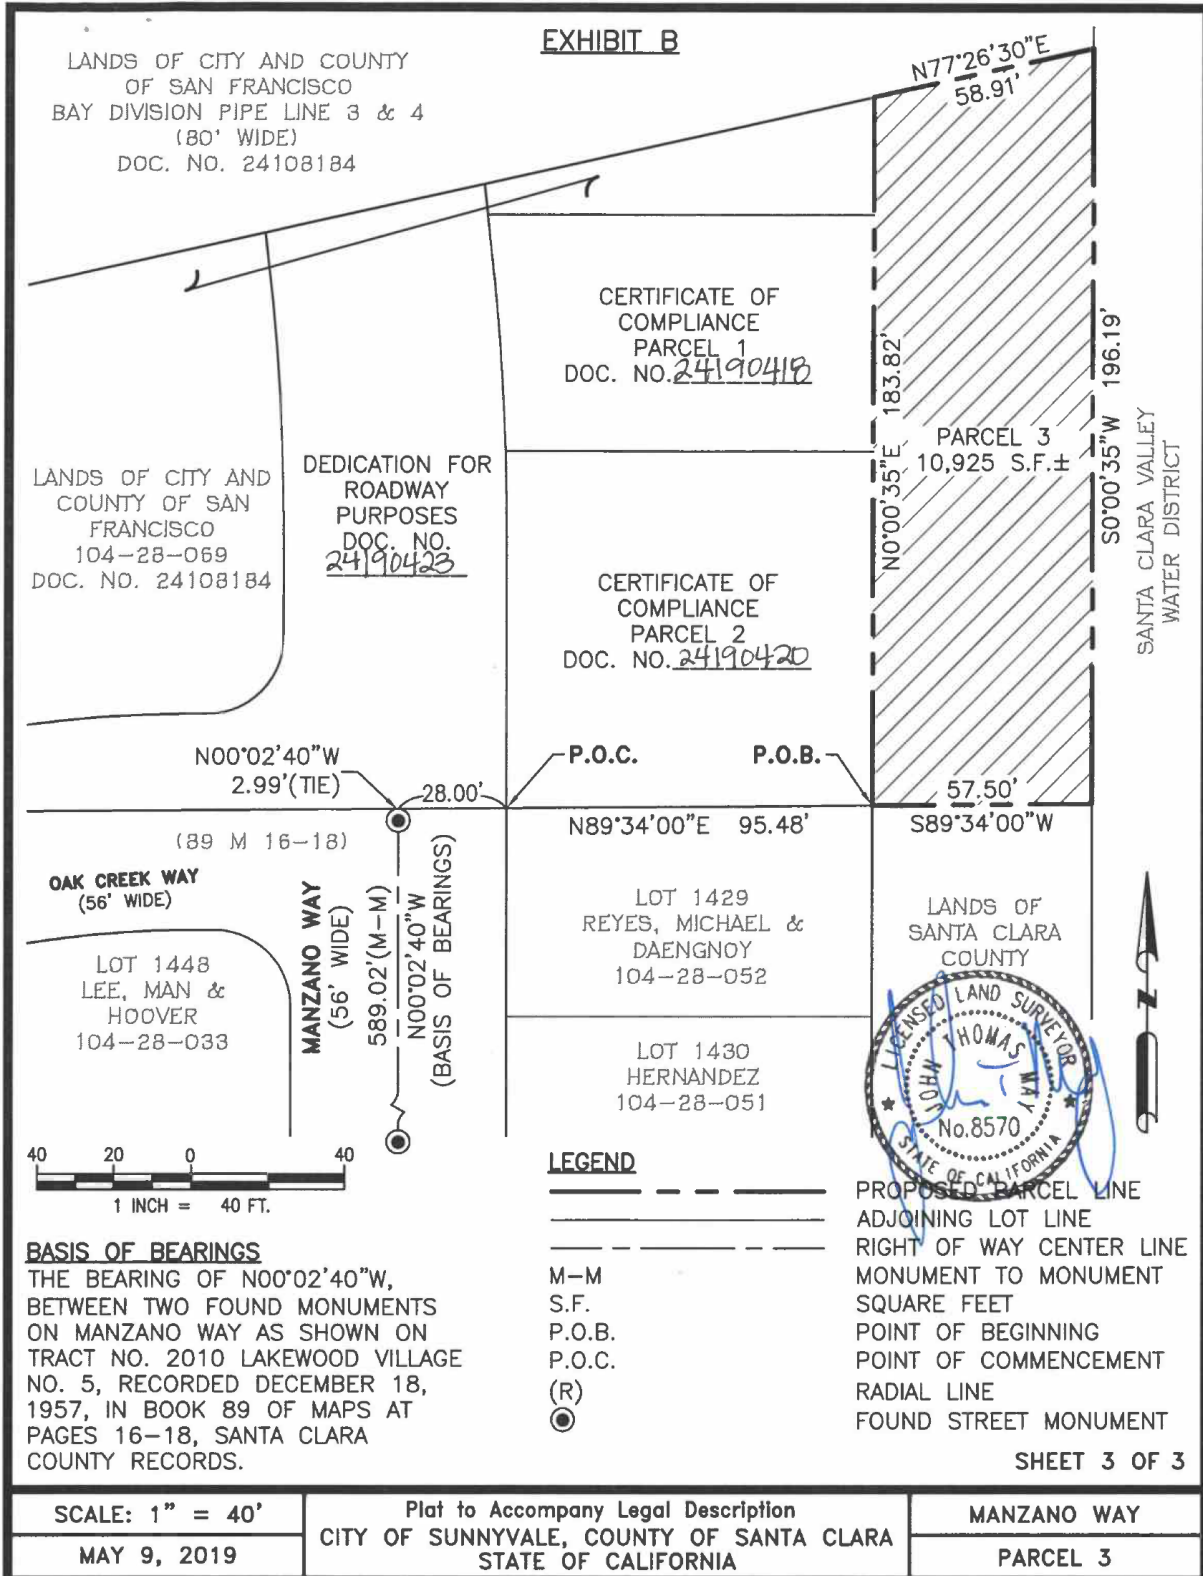 EXHIBIT B
LANDS OF CITY AND COUNTY
OF SAN FRANCISCO
BAY DIVISION PIPE LINE 3 & 4
(80' WIDE)
DOC. NO. 24108184
N77°26'30"E
58.91'
CERTIFICATE OF
COMPLIANCE
PARCEL 1
DOC. NO. 24190418
N0°00'35"E 183.82'
PARCEL 3
10,925 S.F.±
S0°00'35"W 196.19'
SANTA CLARA VALLEY
WATER DISTRICT
LANDS OF CITY AND
COUNTY OF SAN
FRANCISCO
104-28-069
DOC. NO. 24108184
DEDICATION FOR
ROADWAY
PURPOSES
DOC. NO.
24190423
CERTIFICATE OF
COMPLIANCE
PARCEL 2
DOC. NO. 24190420
N00°02'40"W
2.99'(TIE)
28.00'
P.O.C.
P.O.B.
57.50'
N89°34'00"E 95.48'
S89°34'00"W
(89 M 16-18)
OAK CREEK WAY
(56' WIDE)
MANZANO WAY
(56' WIDE)
589.02'(M-M)
N00°02'40"W
(BASIS OF BEARINGS)
LOT 1448
LEE, MAN &
HOOVER
104-28-033
LOT 1429
REYES, MICHAEL &
DAENGNOY
104-28-052
LANDS OF
SANTA CLARA
COUNTY
LOT 1430
HERNANDEZ
104-28-051
LICENSED LAND SURVEYOR
JOHN THOMAS MAY
No.8570
STATE OF CALIFORNIA
N
40 20 0 40
1 INCH = 40 FT.
LEGEND
PROPOSED PARCEL LINE
ADJOINING LOT LINE
RIGHT OF WAY CENTER LINE
M-M MONUMENT TO MONUMENT
S.F. SQUARE FEET
P.O.B. POINT OF BEGINNING
P.O.C. POINT OF COMMENCEMENT
(R) RADIAL LINE
FOUND STREET MONUMENT
BASIS OF BEARINGS
THE BEARING OF N00°02'40"W,
BETWEEN TWO FOUND MONUMENTS
ON MANZANO WAY AS SHOWN ON
TRACT NO. 2010 LAKEWOOD VILLAGE
NO. 5, RECORDED DECEMBER 18,
1957, IN BOOK 89 OF MAPS AT
PAGES 16-18, SANTA CLARA
COUNTY RECORDS.
SHEET 3 OF 3
SCALE: 1" = 40'
MAY 9, 2019
Plat to Accompany Legal Description
CITY OF SUNNYVALE, COUNTY OF SANTA CLARA
STATE OF CALIFORNIA
MANZANO WAY
PARCEL 3